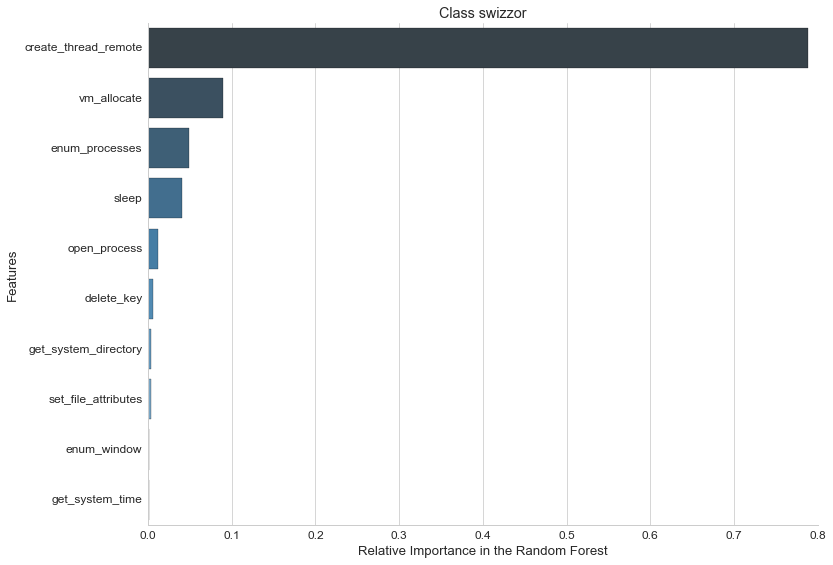 Class swizzor
create_thread_remote
vm_allocate
enum_processes
sleep
open_process
delete_key
get_system_directory
set_file_attributes
enum_window
get_system_time
Features
0.0 0.1 0.2 0.3 0.4 0.5 0.6 0.7 0.8
Relative Importance in the Random Forest